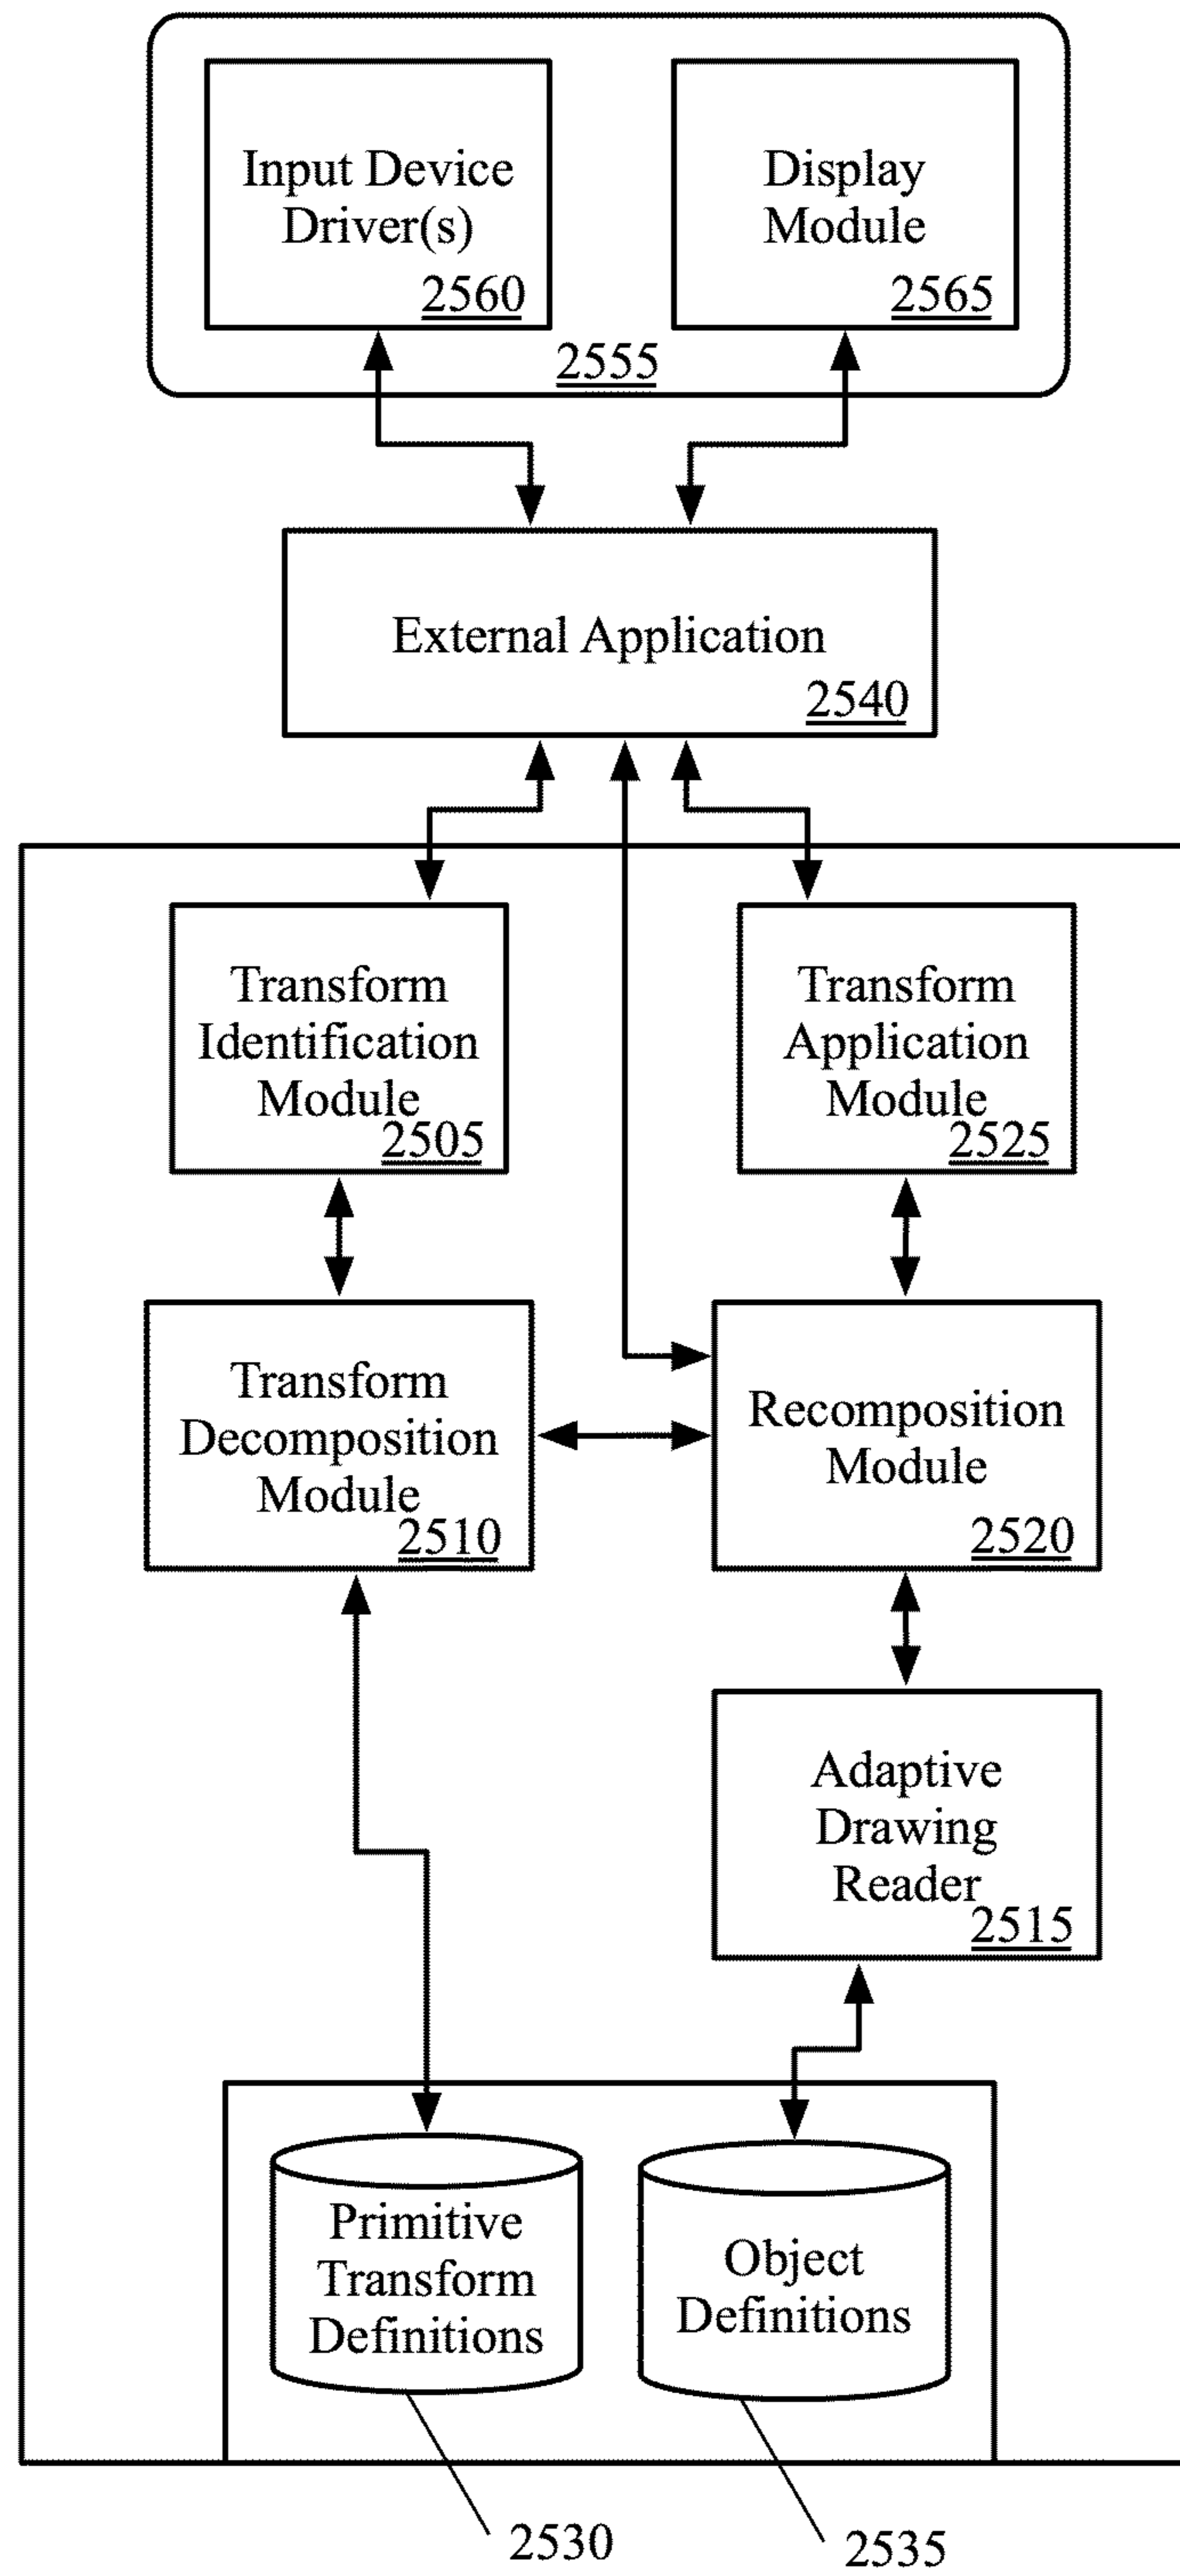 Input Device
Driver(s)
2560
Display
Module
2565
2555
External Application
2540
Transform
Identification
Module
2505
Transform
Application
Module
2525
Transform
Decomposition
Module
2510
Recomposition
Module
2520
Adaptive
Drawing
Reader
2515
Primitive
Transform
Definitions
Object
Definitions
2530
2535